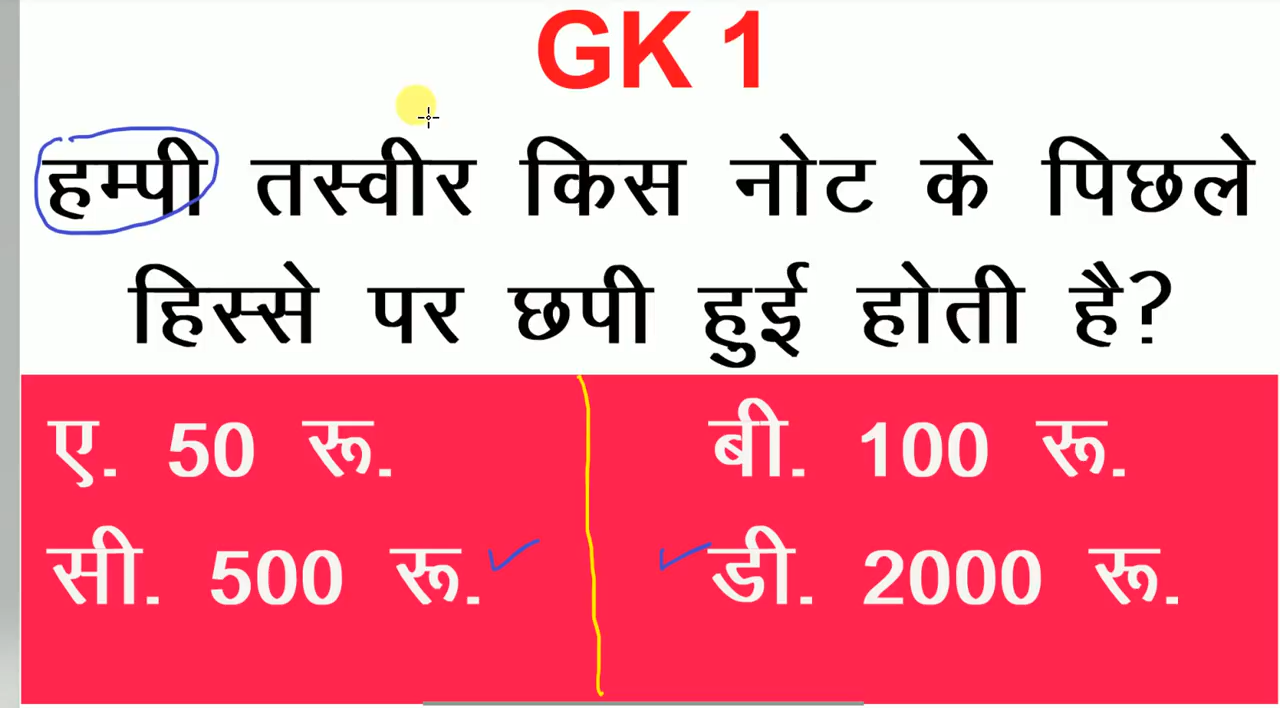 GK 1
हम्पी तस्वीर किस नोट के पिछले
हिस्से पर छपी हुई होती है?
ए. 50 रू.
बी. 100 रू.
सी. 500 रू.
डी. 2000 रू.